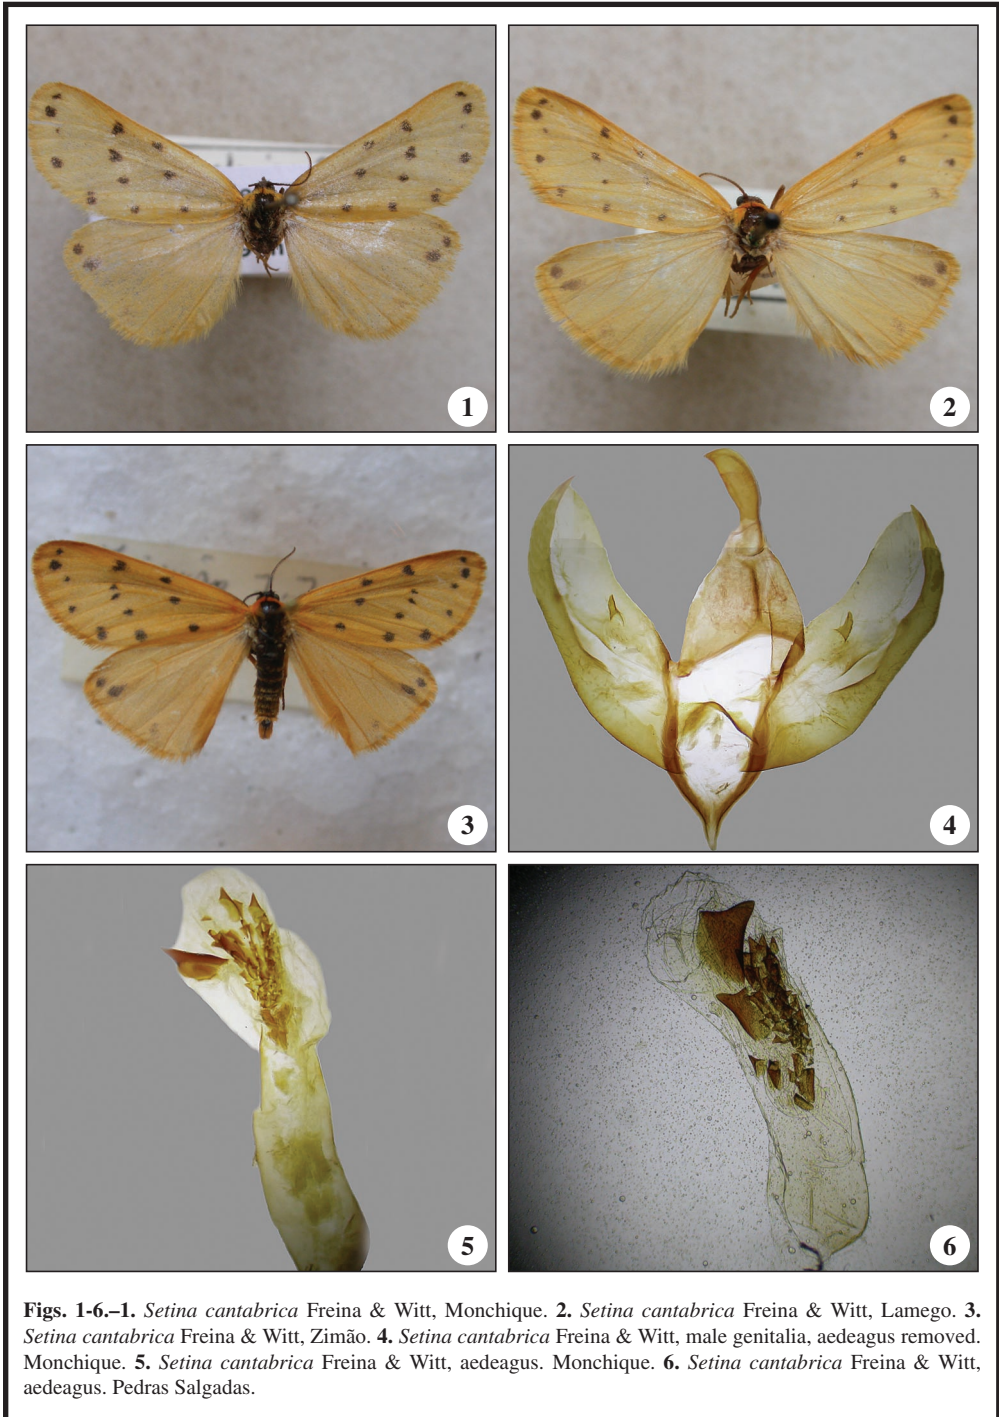 1
2
3
4
5
6
Figs. 1-6.–1. Setina cantabrica Freina & Witt, Monchique. 2. Setina cantabrica Freina & Witt, Lamego. 3.
Setina cantabrica Freina & Witt, Zimão. 4. Setina cantabrica Freina & Witt, male genitalia, aedeagus removed.
Monchique. 5. Setina cantabrica Freina & Witt, aedeagus. Monchique. 6. Setina cantabrica Freina & Witt,
aedeagus. Pedras Salgadas.